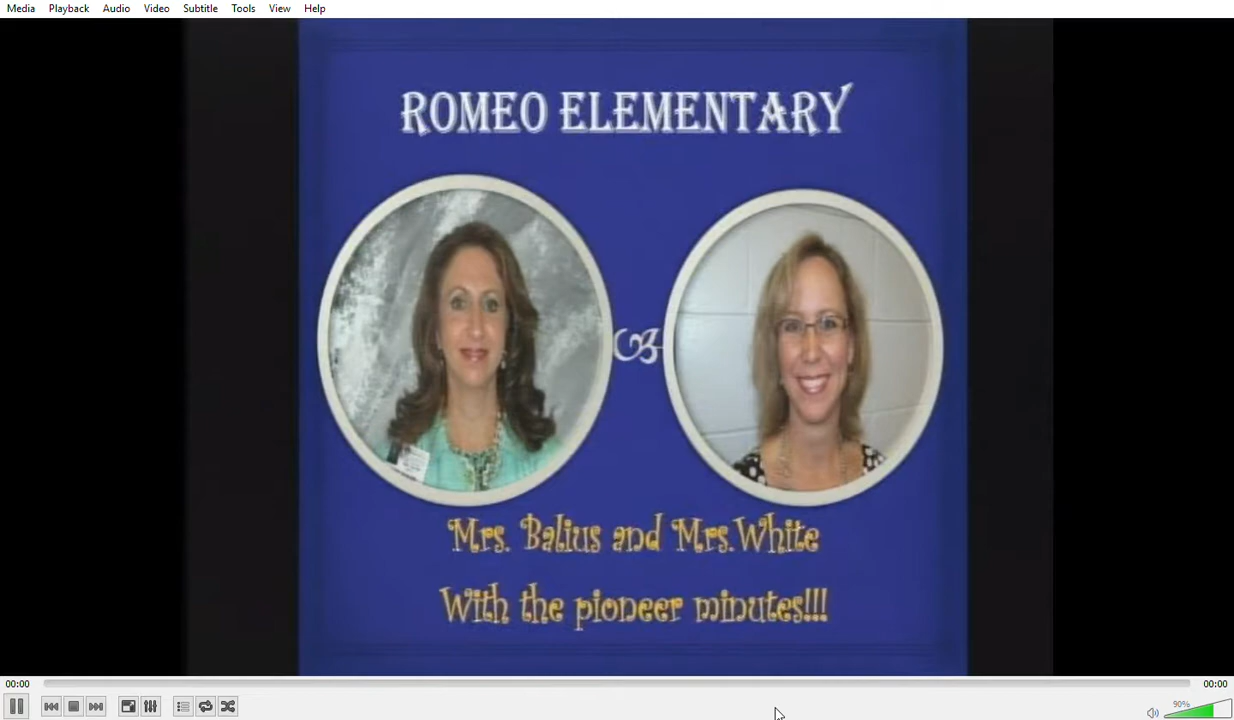 Media Playback Audio Video Subtitle Tools View Help
ROMEO ELEMENTARY
Mrs. Balius and Mrs. White
With the pioneer minutes!!!
00:00 00:00
90%